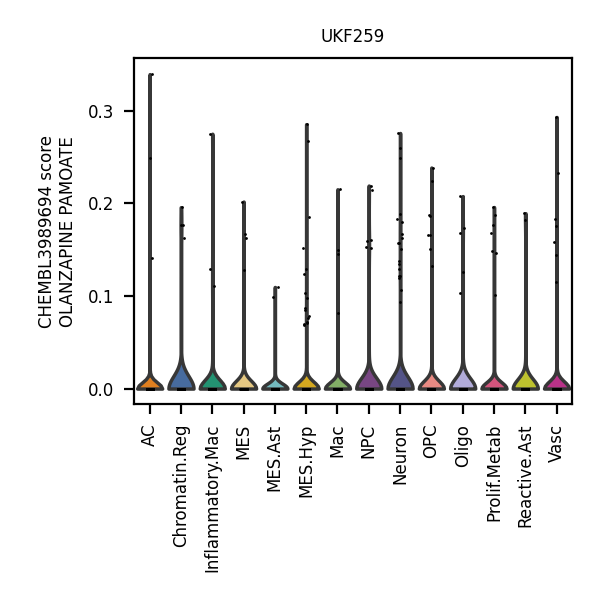 UKF259
CHEMBL3989694 score
OLANZAPINE PAMOATE
0.3
0.2
0.1
0.0
AC
Chromatin.Reg
Inflammatory.Mac
MES
MES.Ast
MES.Hyp
Mac
NPC
Neuron
OPC
Oligo
Prolif.Metab
Reactive.Ast
Vasc